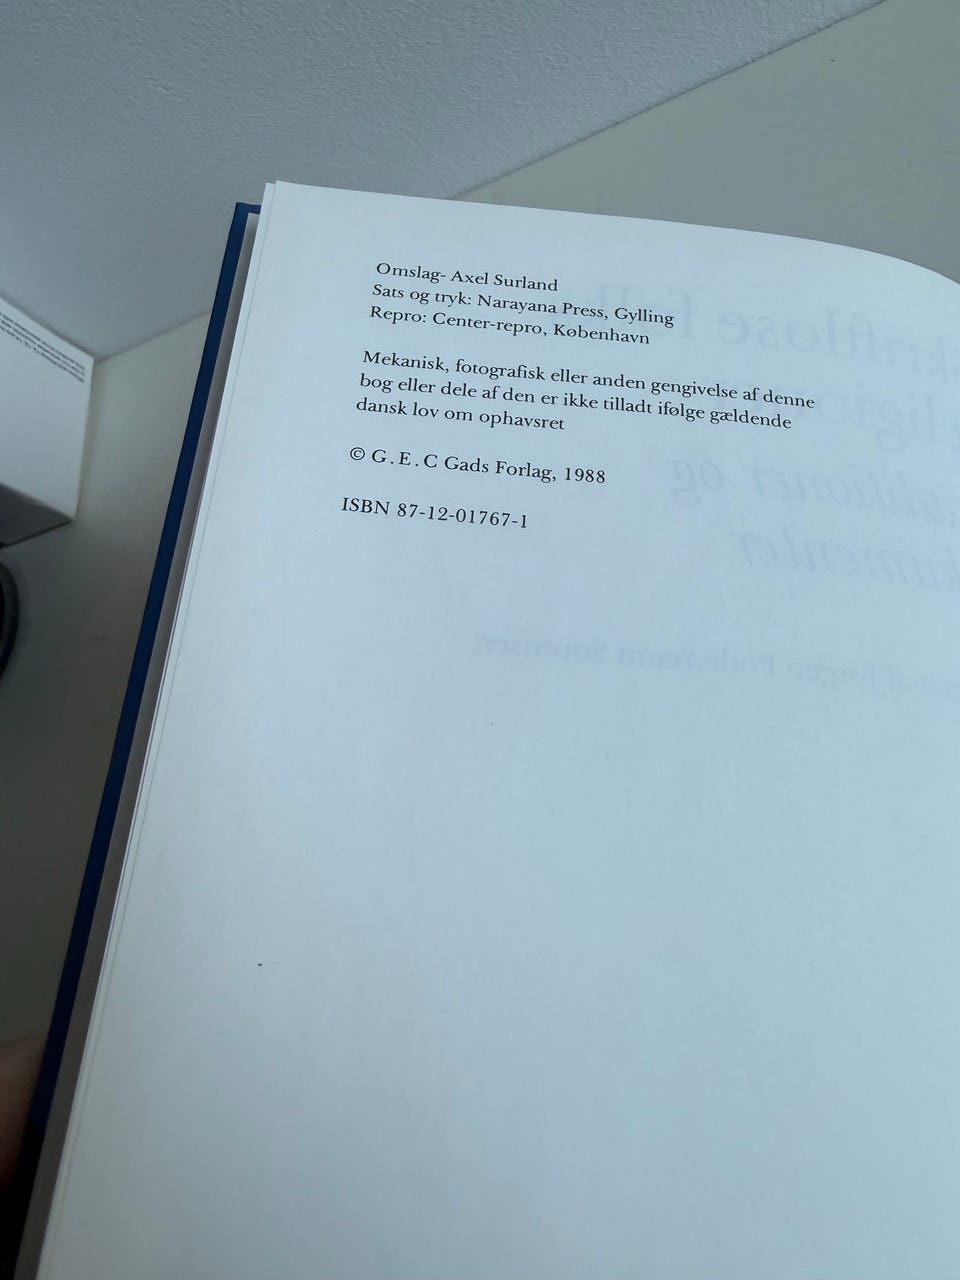 Omslag- Axel Surland
Sats og tryk: Narayana Press, Gylling
Repro: Center-repro, København
Mekanisk, fotografisk eller anden gengivelse af denne
bog eller dele af den er ikke tilladt ifølge gældende
dansk lov om ophavsret
© G.E.C Gads Forlag, 1988
ISBN 87-12-01767-1